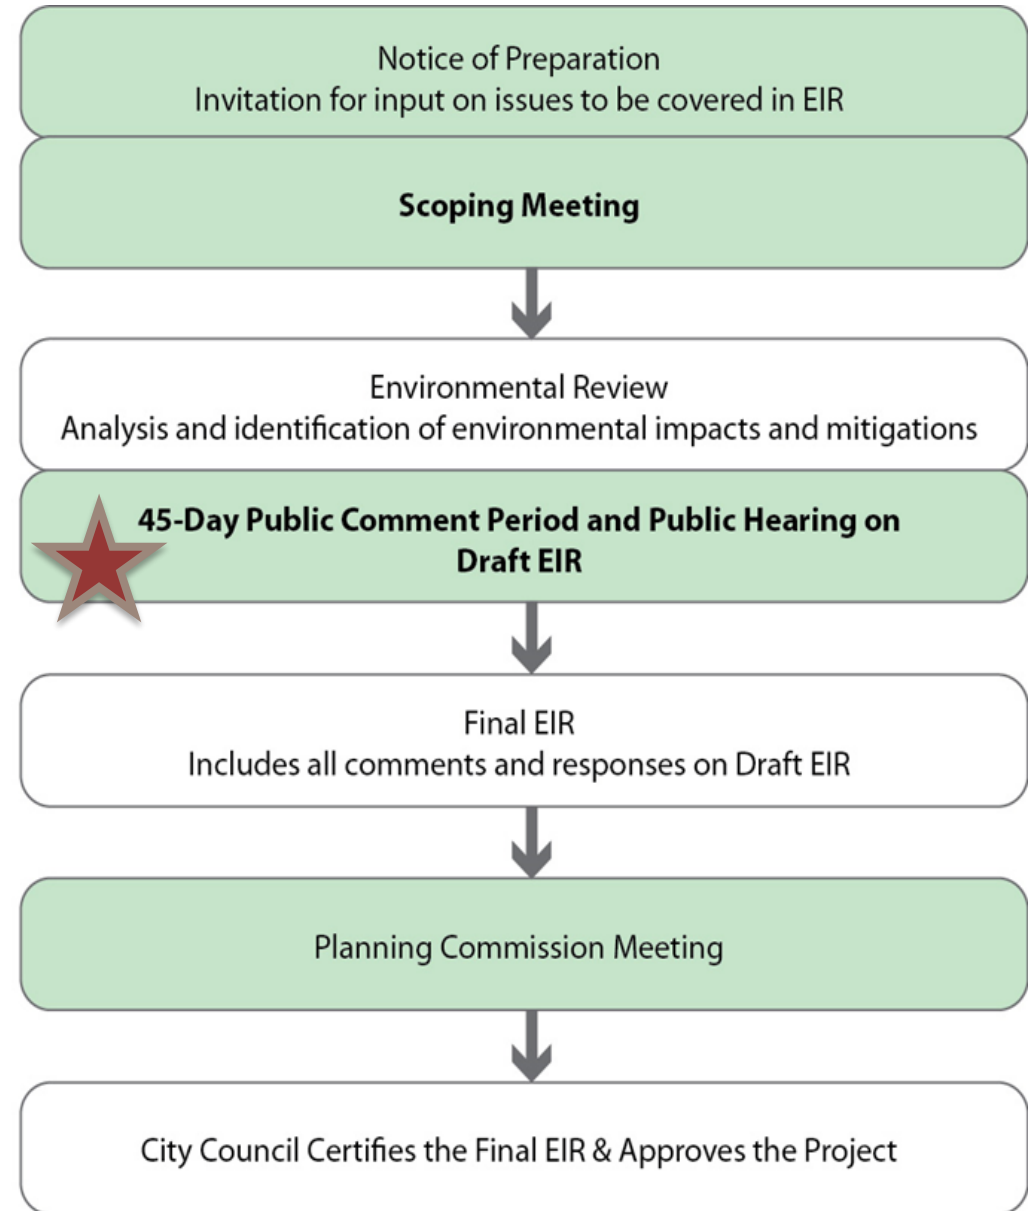 Notice of Preparation
Invitation for input on issues to be covered in EIR
Scoping Meeting
Environmental Review
Analysis and identification of environmental impacts and mitigations
45-Day Public Comment Period and Public Hearing on
Draft EIR
Final EIR
Includes all comments and responses on Draft EIR
Planning Commission Meeting
City Council Certifies the Final EIR & Approves the Project